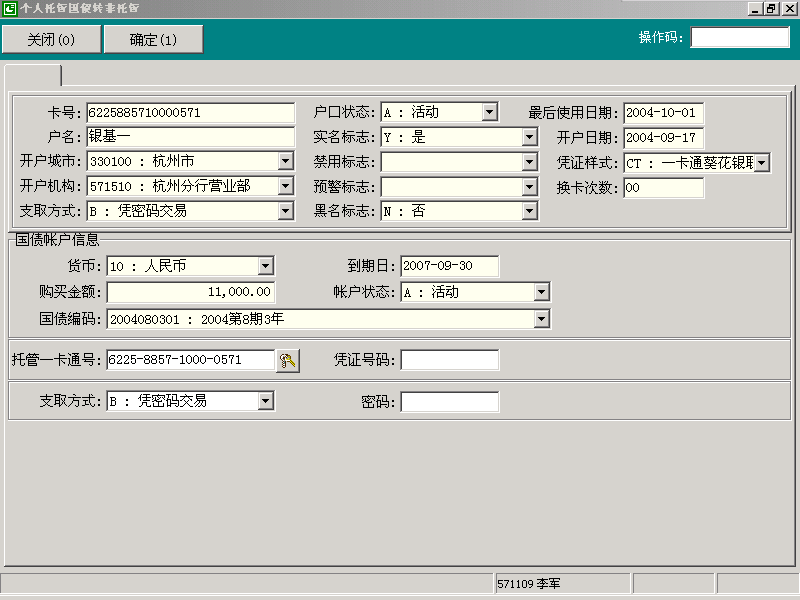 个人托管国债转非托管
关闭(0) 确定(1) 操作码:
卡号: 6225885710000571 户口状态: A : 活动 最后使用日期: 2004-10-01
户名: 银基一 实名标志: Y : 是 开户日期: 2004-09-17
开户城市: 330100 : 杭州市 禁用标志: 凭证样式: CT : 一卡通葵花银联
开户机构: 571510 : 杭州分行营业部 预警标志: 换卡次数: 00
支取方式: B : 凭密码交易 黑名标志: N : 否
国债帐户信息
货币: 10 : 人民币 到期日: 2007-09-30
购买金额: 11,000.00 帐户状态: A : 活动
国债编码: 2004080301 : 2004第8期3年
托管一卡通号: 6225-8857-1000-0571 凭证号码:
支取方式: B : 凭密码交易 密码:
571109 李军